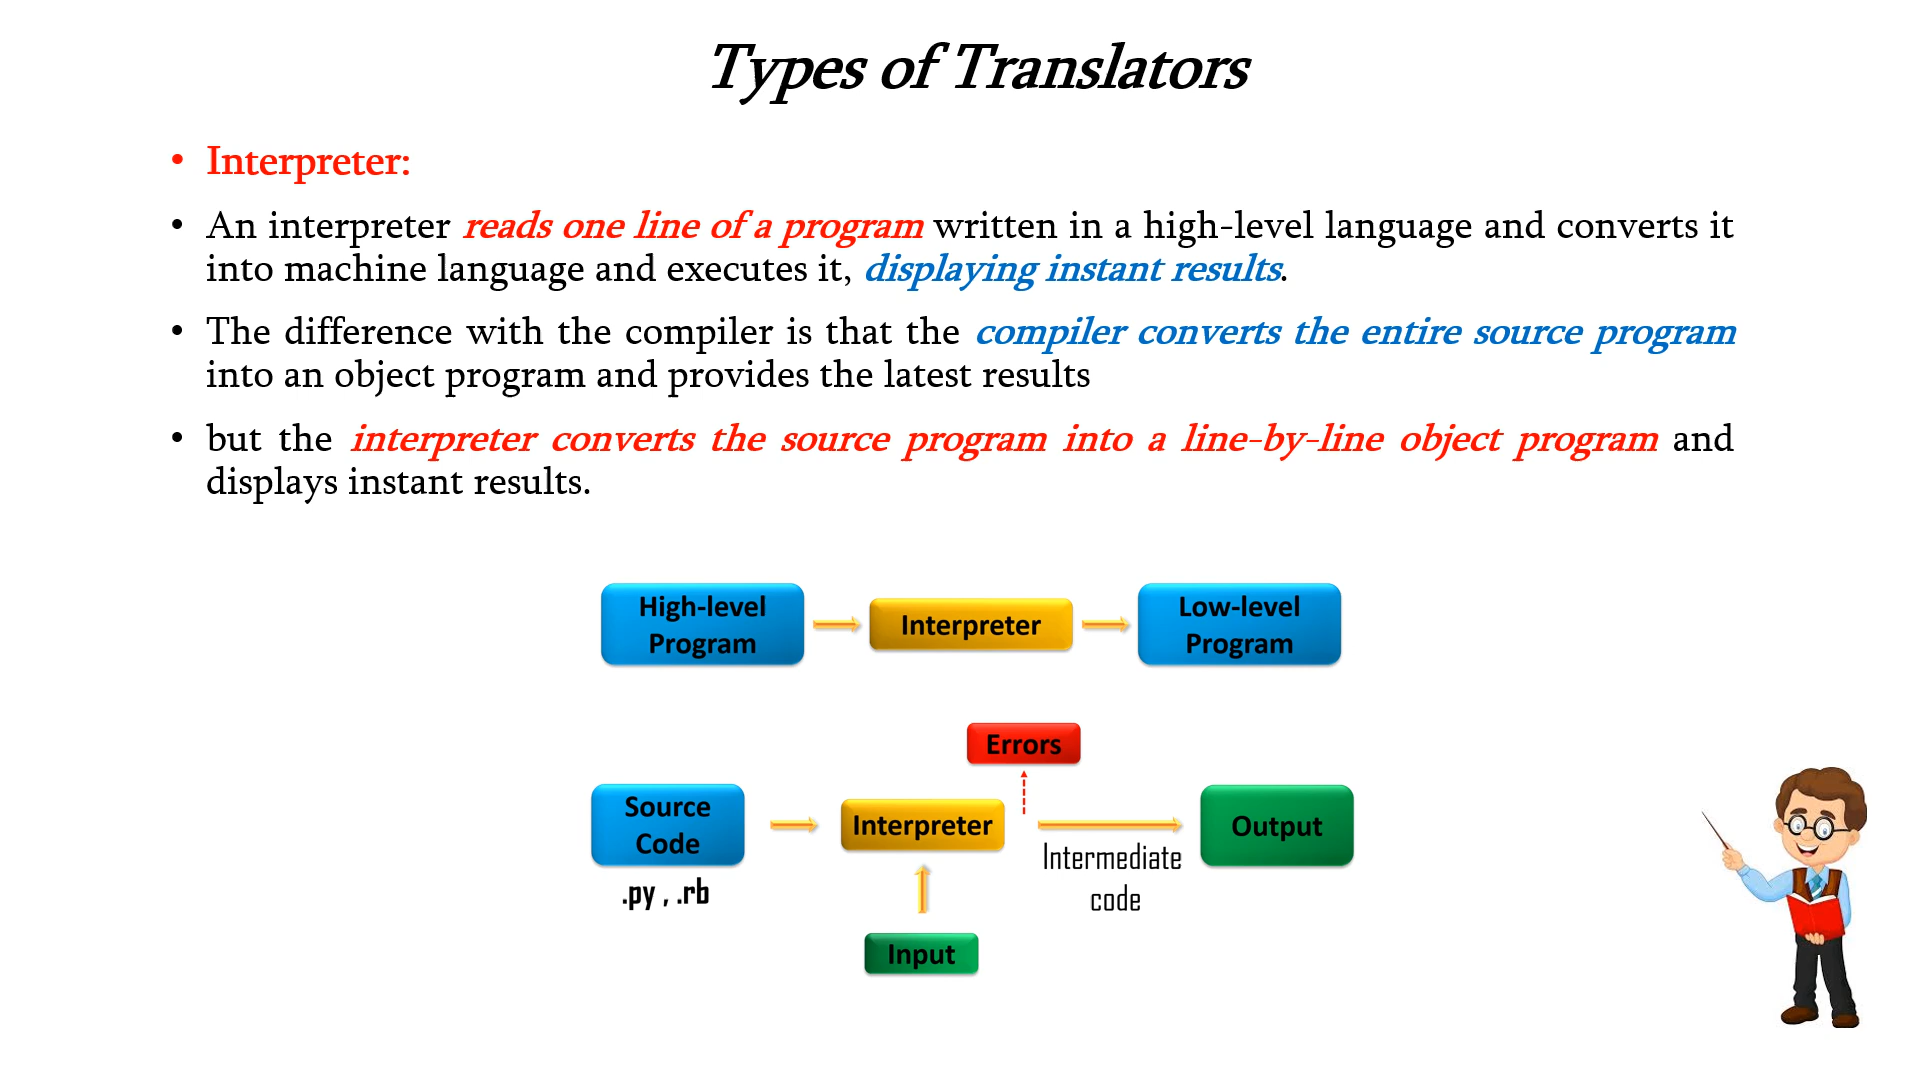 Types of Translators
• Interpreter:
• An interpreter reads one line of a program written in a high-level language and converts it
into machine language and executes it, displaying instant results.
• The difference with the compiler is that the compiler converts the entire source program
into an object program and provides the latest results
• but the interpreter converts the source program into a line-by-line object program and
displays instant results.
High-level
Program
Interpreter
Low-level
Program
Errors
Source
Code
Interpreter
Output
Intermediate
code
.py , .rb
Input